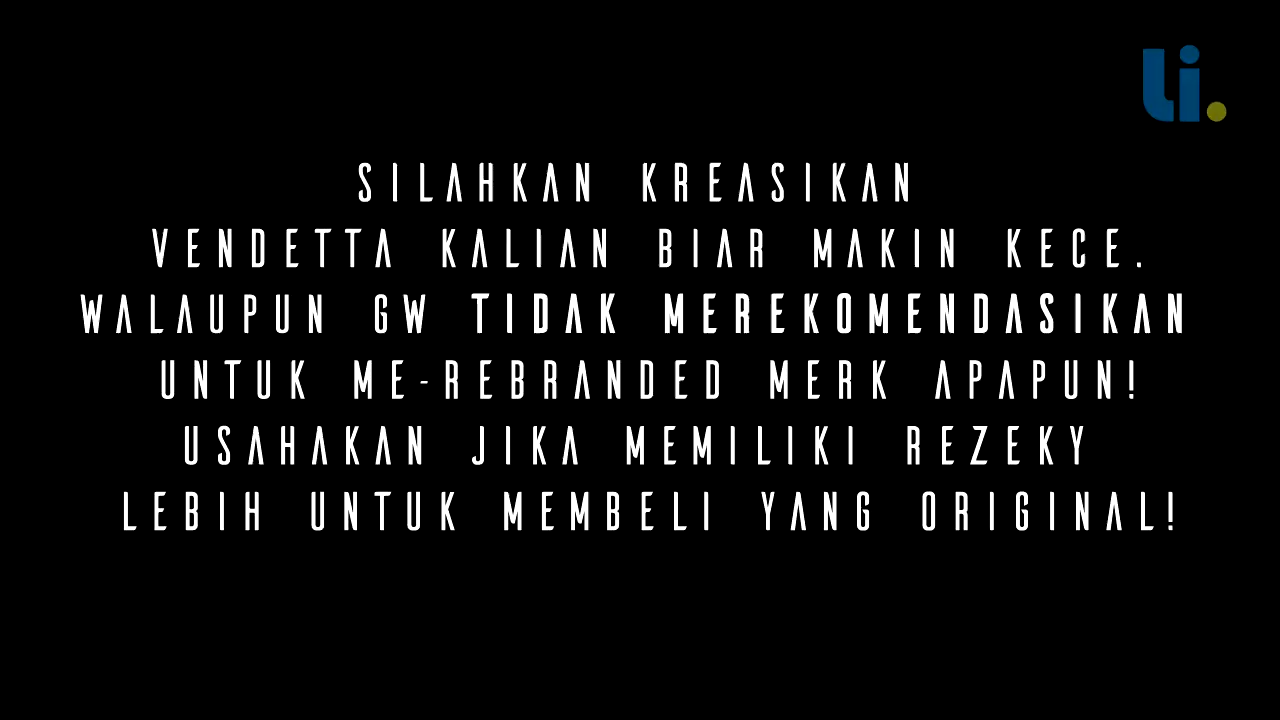 li.
SILAHKAN KREASIKAN
VENDETTA KALIAN BIAR MAKIN KECE.
WALAUPUN GW TIDAK MEREKOMENDASIKAN
UNTUK ME-REBRANDED MERK APAPUN!
USAHAKAN JIKA MEMILIKI REZEKY
LEBIH UNTUK MEMBELI YANG ORIGINAL!